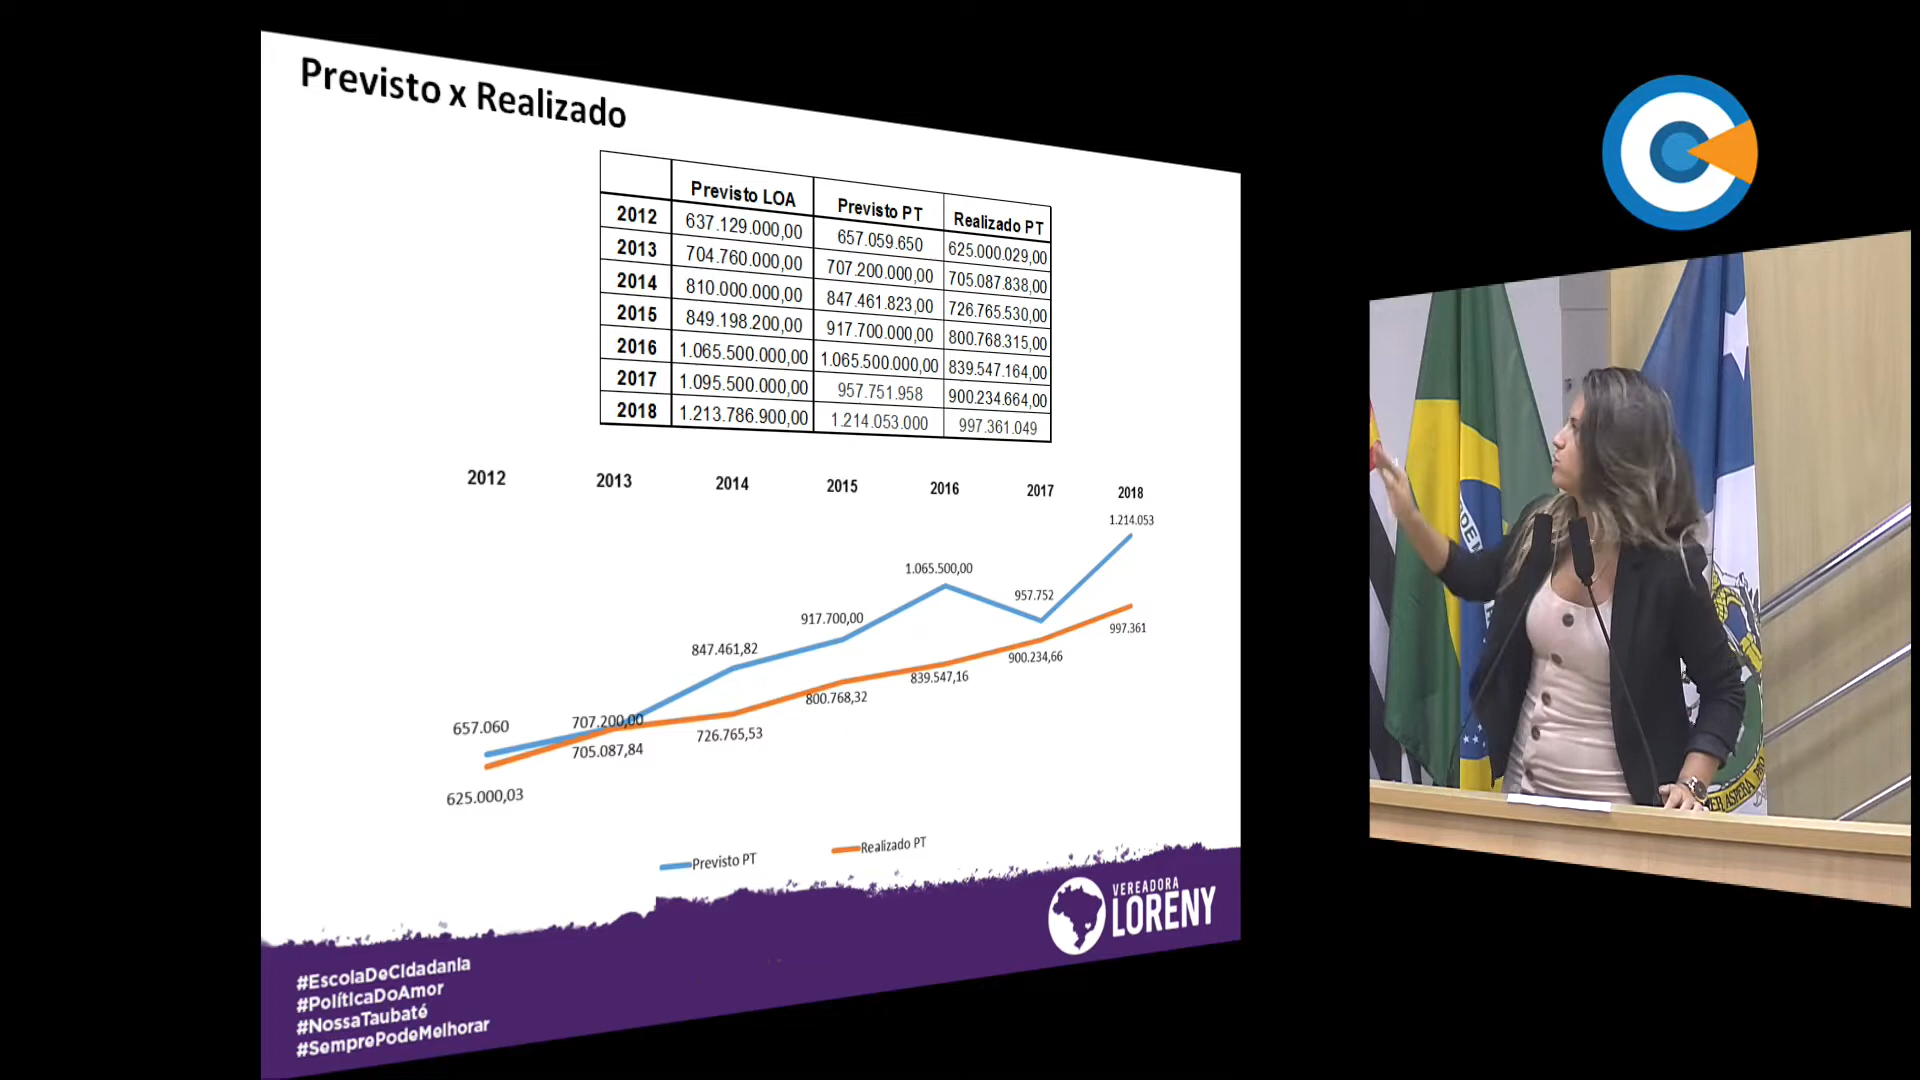 Previsto x Realizado
Previsto LOA Previsto PT Realizado PT
2012 637.129.000,00 657.059.650 625.000.029,00
2013 704.760.000,00 707.200.000,00 705.087.838,00
2014 810.000.000,00 847.461.823,00 726.765.530,00
2015 849.198.200,00 917.700.000,00 800.768.315,00
2016 1.065.500.000,00 1.065.500.000,00 839.547.164,00
2017 1.095.500.000,00 957.751.958 900.234.664,00
2018 1.213.786.900,00 1.214.053.000 997.361.049
2012 2013 2014 2015 2016 2017 2018
1.214.053
1.065.500,00
957.752
917.700,00
847.461,82
707.200,00
657.060
997.361
900.234,66
839.547,16
800.768,32
726.765,53
705.087,84
625.000,03
Previsto PT Realizado PT
VEREADORA
LORENY
#EscolaDeCidadania
#PolíticaDoAmor
#NossaTaubaté
#SemprePodeMelhorar